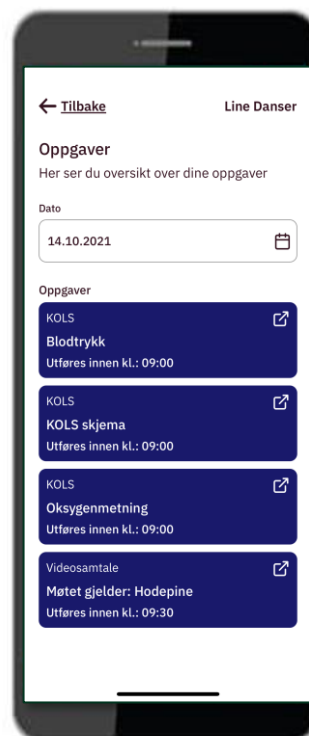 ← Tilbake Line Danser
Oppgaver
Her ser du oversikt over dine oppgaver
Dato
14.10.2021
Oppgaver
KOLS
Blodtrykk
Utføres innen kl.: 09:00
KOLS
KOLS skjema
Utføres innen kl.: 09:00
KOLS
Oksygenmetning
Utføres innen kl.: 09:00
Videosamtale
Møtet gjelder: Hodepine
Utføres innen kl.: 09:30